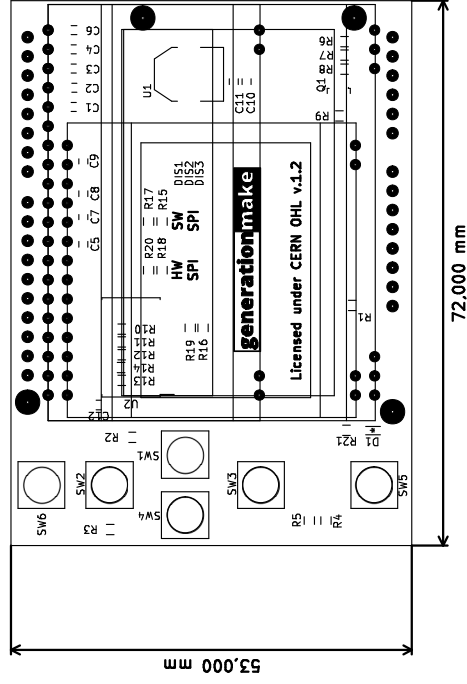 C6
C4
C3
C2
C1
U1
C11
C10
Q1
R6
R7
R8
R9
C9
C8
C7
C5
R17
R15
DIS1
DIS2
DIS3
SW
SPI
R20
R18
HW
SPI
generationmake
Licensed under CERN OHL v.1.2
R10
R11
R12
R14
R13
R19
R16
R1
C12
U2
R2
SW1
R21
D1
SW6
SW2
SW4
SW3
SW5
R3
R5
R4
72,000 mm
53,000 mm